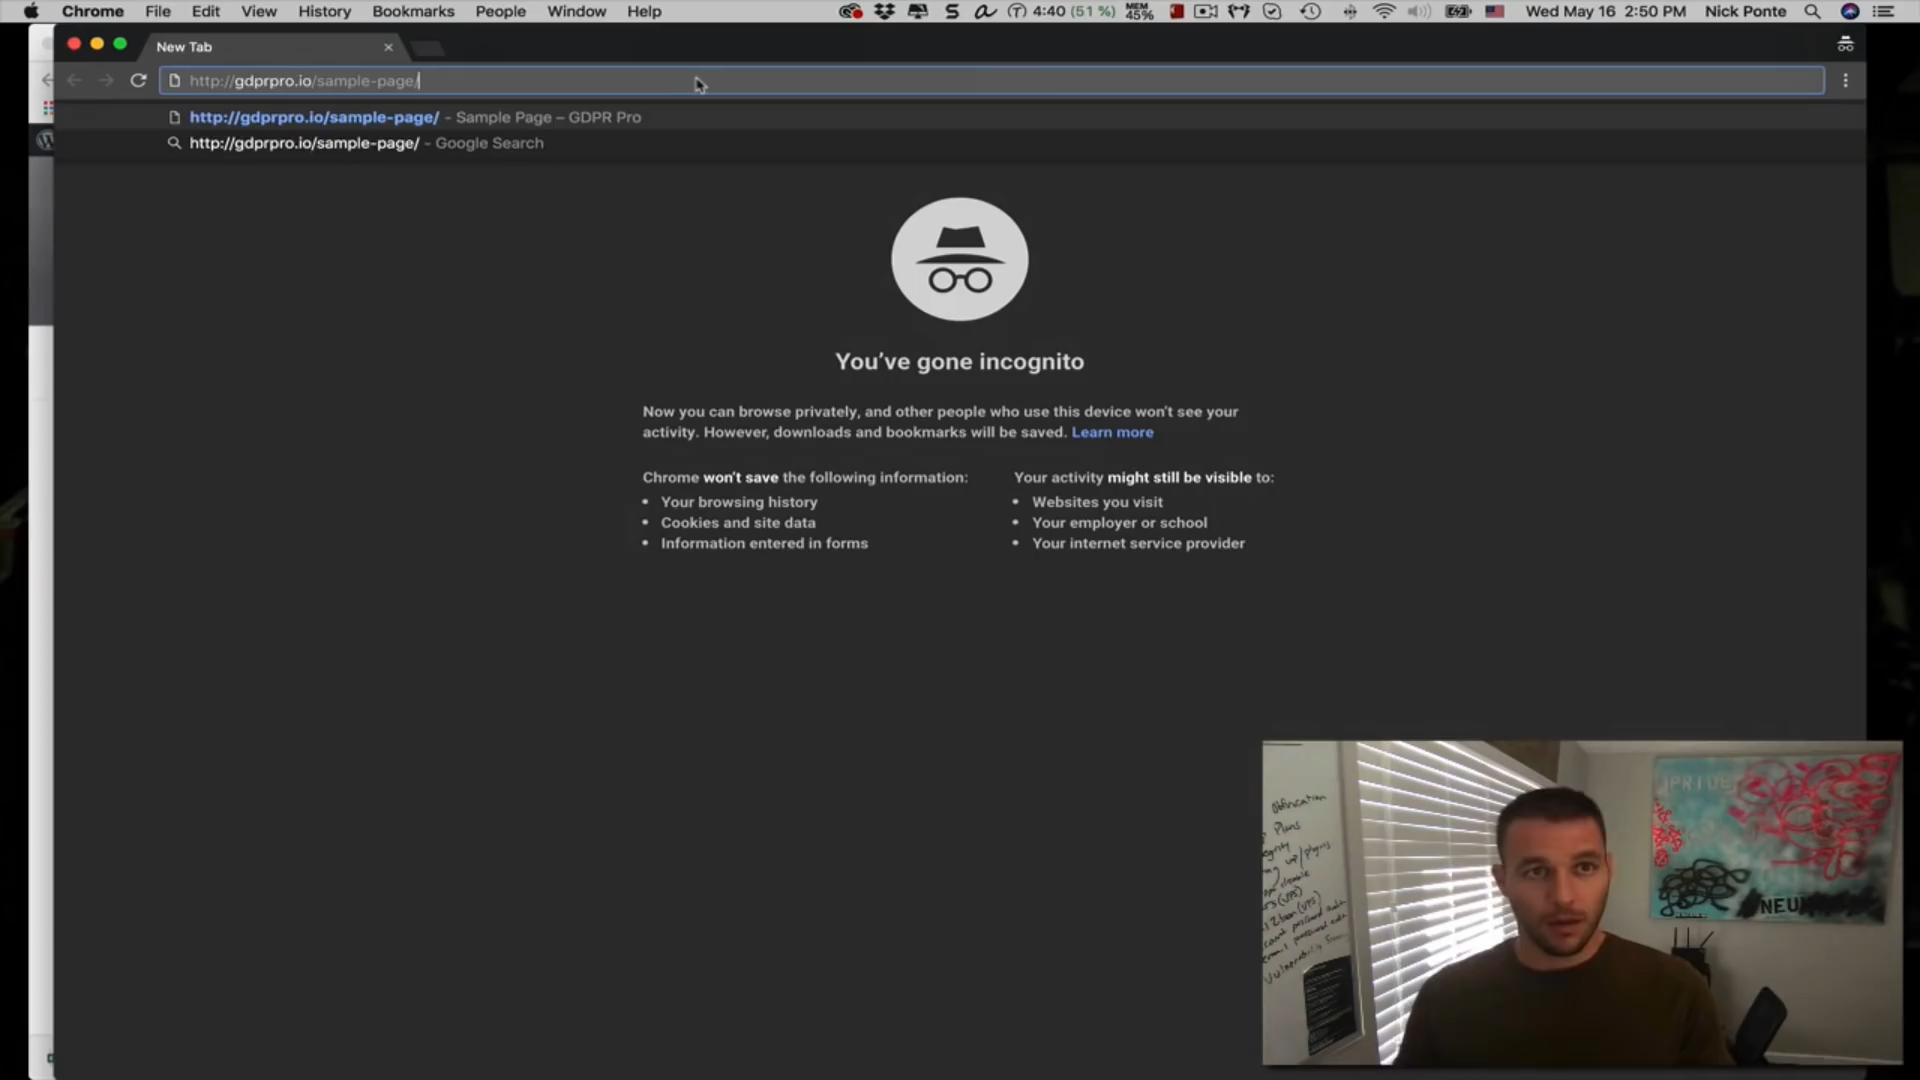 Chrome File Edit View History Bookmarks People Window Help 4:40 (51 %) MEM 45% Wed May 16 2:50 PM Nick Ponte
New Tab
http://gdprpro.io/sample-page/
http://gdprpro.io/sample-page/ - Sample Page – GDPR Pro
http://gdprpro.io/sample-page/ - Google Search
You've gone incognito
Now you can browse privately, and other people who use this device won't see your
activity. However, downloads and bookmarks will be saved. Learn more
Chrome won't save the following information:
• Your browsing history
• Cookies and site data
• Information entered in forms
Your activity might still be visible to:
• Websites you visit
• Your employer or school
• Your internet service provider
PRIDE
Plans
NEU